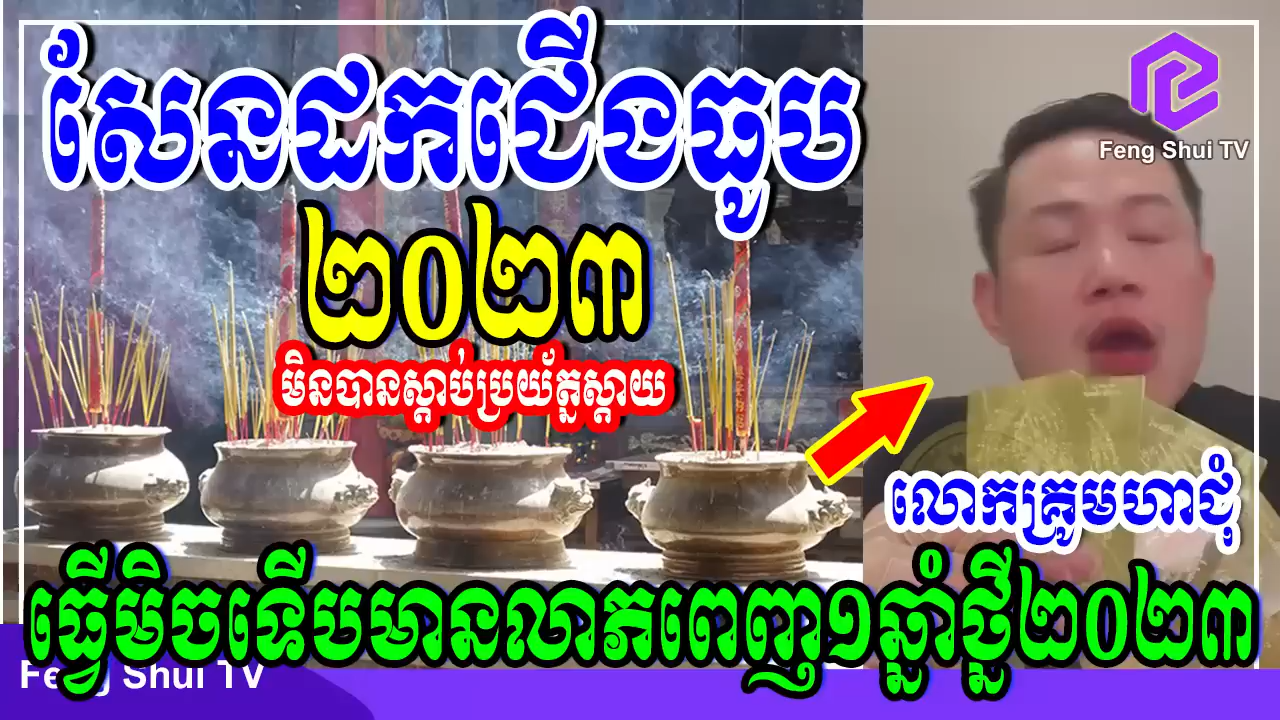 សែនដកជើងធូប
Feng Shui TV
២០២៣
មិនបានស្តាប់ប្រយ័ត្នស្តាយ
លោកគ្រូមហាជុំ
ធ្វើមិចទើបមានលាភពេញ១ឆ្នាំថ្មី២០២៣
Feng Shui TV